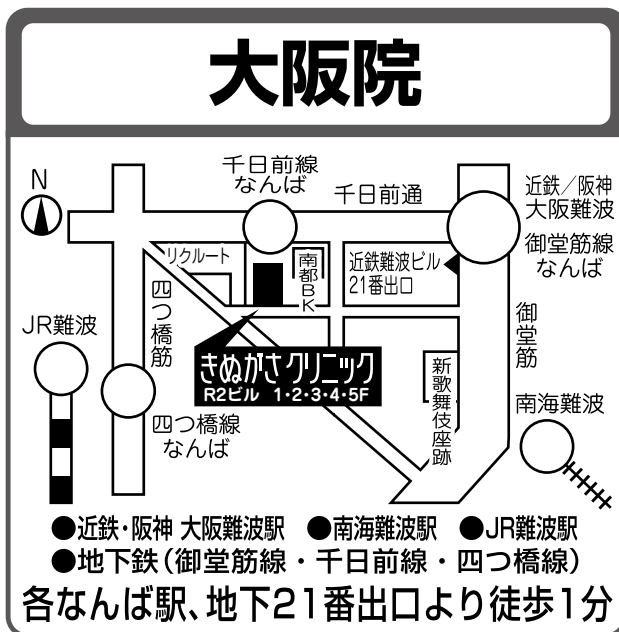 大阪院
N
千日前線
なんば
千日前通
近鉄／阪神
大阪難波
御堂筋線
なんば
リクルート
南都BK
近鉄難波ビル
21番出口
四つ橋筋
御堂筋
JR難波
きぬがさクリニック
R2ビル 1・2・3・4・5F
新歌舞伎座跡
南海難波
四つ橋線
なんば
●近鉄・阪神 大阪難波駅 ●南海難波駅 ●JR難波駅
●地下鉄（御堂筋線・千日前線・四つ橋線）
各なんば駅、地下21番出口より徒歩1分